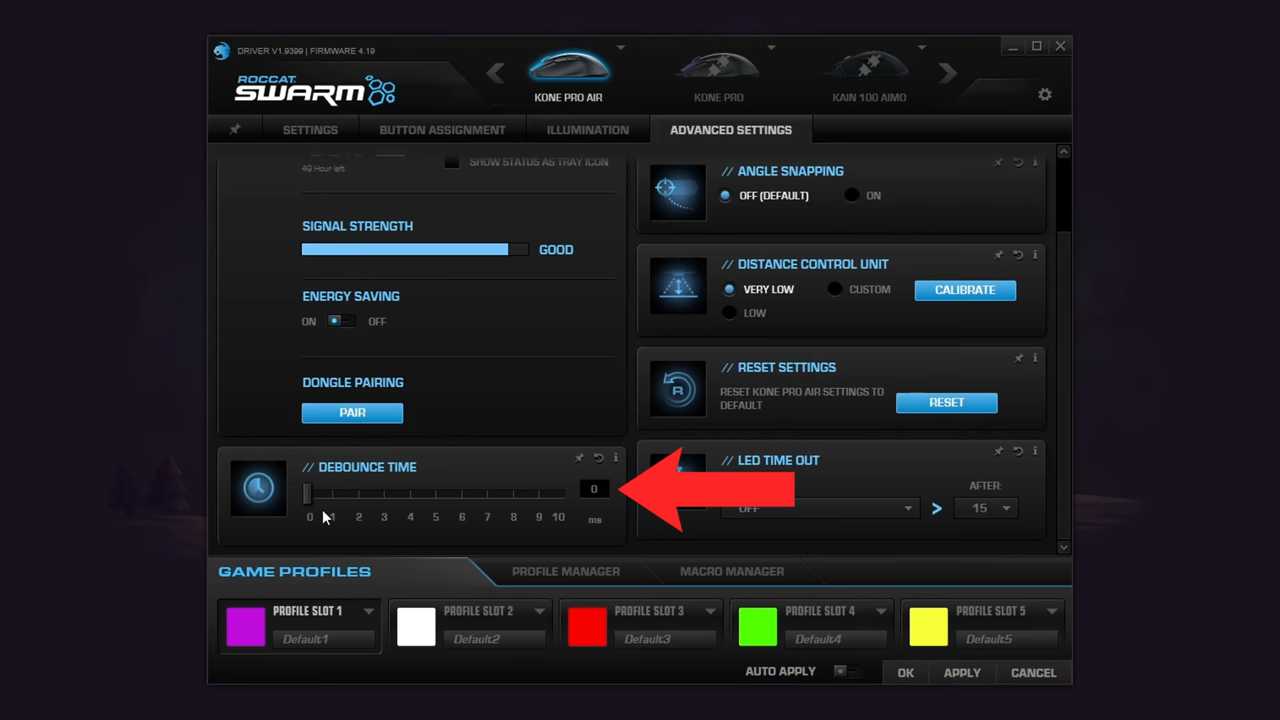 DRIVER V1.9399 | FIRMWARE 4.19
ROCCAT
SWARM
KONE PRO AIR
KONE PRO
KAIN 100 AIMO
SETTINGS
BUTTON ASSIGNMENT
ILLUMINATION
ADVANCED SETTINGS
49 Hour left
SHOW STATUS AS TRAY ICON
SIGNAL STRENGTH
GOOD
ENERGY SAVING
ON OFF
DONGLE PAIRING
PAIR
// DEBOUNCE TIME
0
0 1 2 3 4 5 6 7 8 9 10
ms
// ANGLE SNAPPING
OFF (DEFAULT) ON
// DISTANCE CONTROL UNIT
VERY LOW CUSTOM
LOW
CALIBRATE
// RESET SETTINGS
RESET KONE PRO AIR SETTINGS TO
DEFAULT
RESET
// LED TIME OUT
AFTER:
OFF > 15
GAME PROFILES
PROFILE MANAGER
MACRO MANAGER
PROFILE SLOT 1
Default1
PROFILE SLOT 2
Default2
PROFILE SLOT 3
Default3
PROFILE SLOT 4
Default4
PROFILE SLOT 5
Default5
AUTO APPLY
OK
APPLY
CANCEL